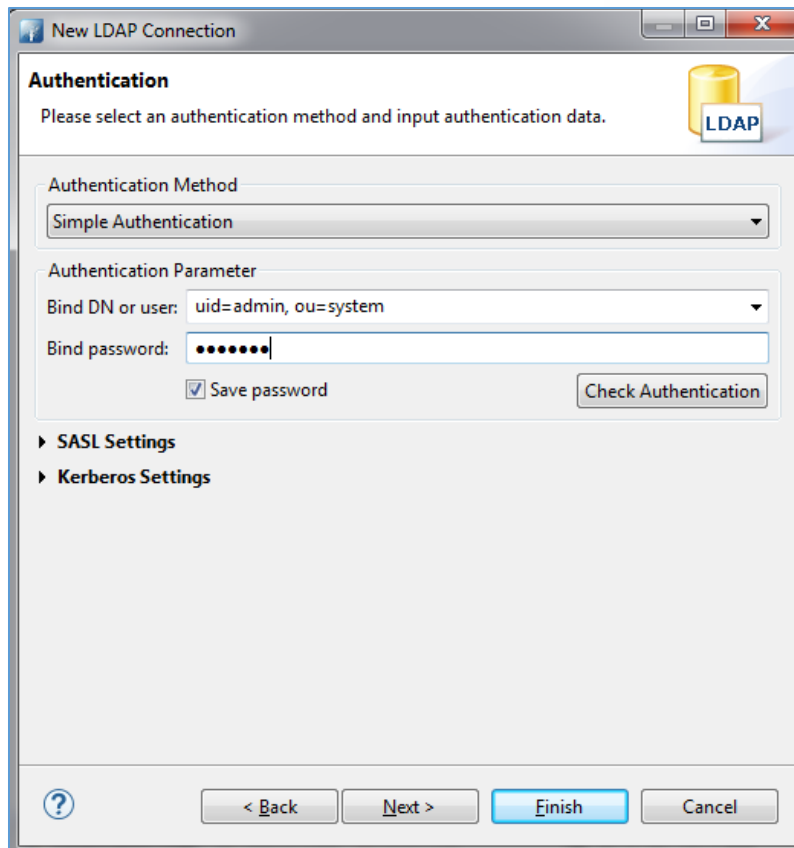 New LDAP Connection
Authentication
Please select an authentication method and input authentication data.
LDAP
Authentication Method
Simple Authentication
Authentication Parameter
Bind DN or user: uid=admin, ou=system
Bind password: •••••••
Save password Check Authentication
SASL Settings
Kerberos Settings
? < Back Next > Finish Cancel